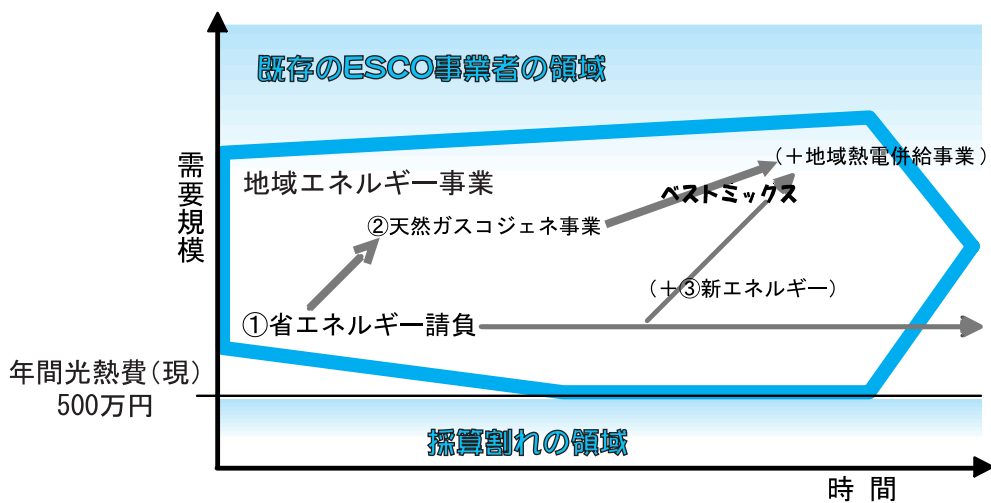 既存のESCO事業者の領域
需要規模
地域エネルギー事業
(+地域熱電併給事業)
ベストミックス
②天然ガスコジェネ事業
(+③新エネルギー)
①省エネルギー請負
年間光熱費(現)
500万円
採算割れの領域
時 間